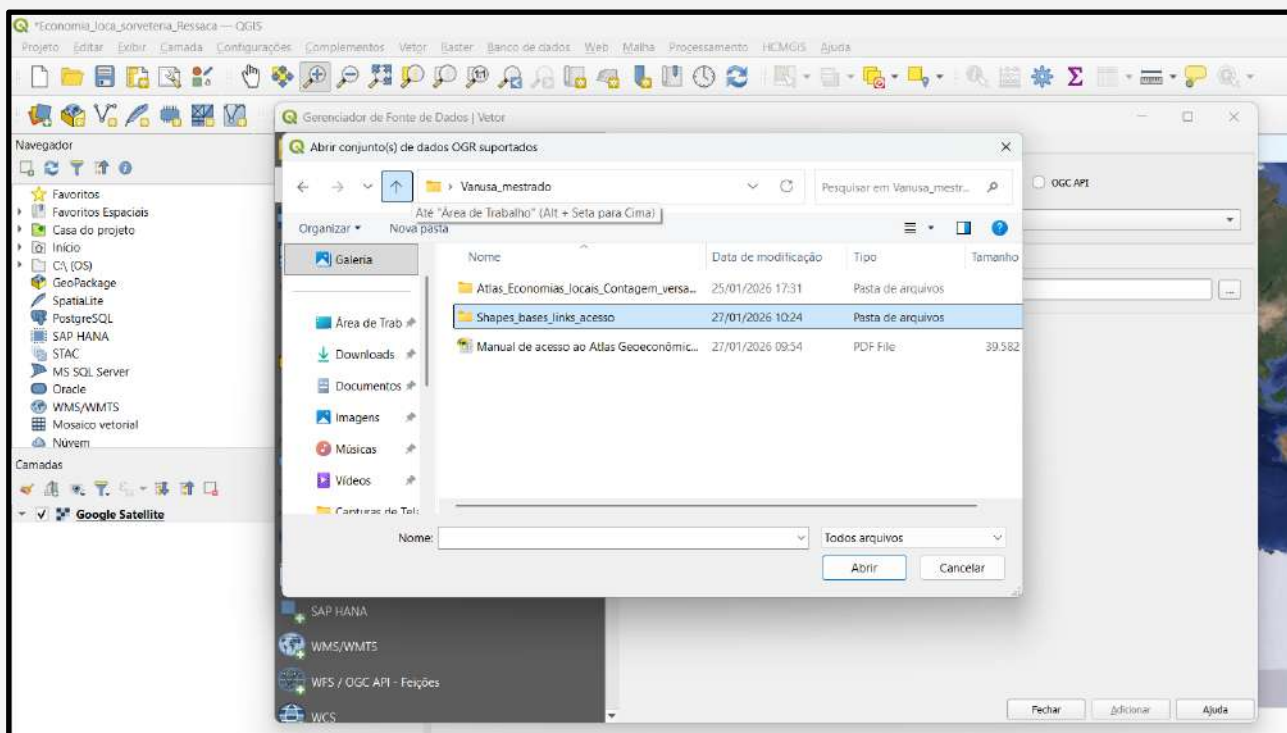 *Economia_loca_sorveteria_Ressaca — QGIS
Projeto Editar Exibir Camada Configurações Complementos Vetor Raster Banco de dados Web Malha Processamento HCMGIS Ajuda
Gerenciador de Fonte de Dados | Vetor
Navegador
Favoritos
Favoritos Espaciais
Casa do projeto
Início
C:\ (OS)
GeoPackage
SpatiaLite
PostgreSQL
SAP HANA
STAC
MS SQL Server
Oracle
WMS/WMTS
Mosaico vetorial
Núvem
Camadas
Google Satellite
Abrir conjunto(s) de dados OGR suportados
Vanusa_mestrado
Pesquisar em Vanusa_mestr...
Até "Área de Trabalho" (Alt + Seta para Cima)
Organizar Nova pasta
Galeria
Área de Trab
Downloads
Documentos
Imagens
Músicas
Vídeos
Capturas de Tela
Nome Data de modificação Tipo Tamanho
Atlas_Economias_locais_Contagem_versa... 25/01/2026 17:31 Pasta de arquivos
Shapes_bases_links_acesso 27/01/2026 10:24 Pasta de arquivos
Manual de acesso ao Atlas Geoeconômic... 27/01/2026 09:54 PDF File 39.582
Nome:
Todos arquivos
Abrir Cancelar
OGC API
...
SAP HANA
WMS/WMTS
WFS / OGC API - Feições
WCS
Fechar Adicionar Ajuda